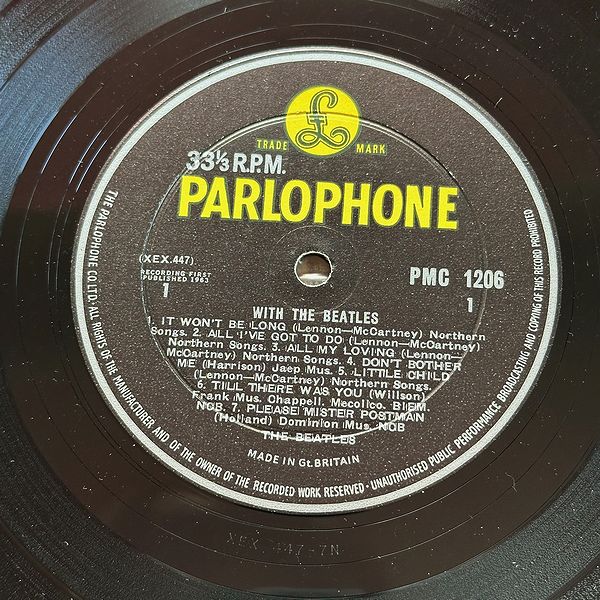 £
TRADE MARK
33⅓ R.P.M.
PARLOPHONE
(XEX.447)
RECORDING FIRST
PUBLISHED 1963
1
PMC 1206
1
WITH THE BEATLES
1. IT WON'T BE LONG (Lennon—McCartney) Northern
Songs. 2. ALL I'VE GOT TO DO (Lennon—McCartney)
Northern Songs. 3. ALL MY LOVING (Lennon—
McCartney) Northern Songs. 4. DON'T BOTHER
ME (Harrison) Jaep Mus. 5. LITTLE CHILD
(Lennon—McCartney) Northern Songs.
6. TILL THERE WAS YOU (Willson)
Frank Mus. Chappell. Mecolico. BIEM.
NCB. 7. PLEASE MISTER POSTMAN
(Holland) Dominion Mus. NCB
THE BEATLES
MADE IN GT. BRITAIN
THE PARLOPHONE CO.LTD. ALL RIGHTS OF THE MANUFACTURER AND OF THE OWNER OF THE RECORDED WORK RESERVED · UNAUTHORISED PUBLIC PERFORMANCE BROADCASTING AND COPYING OF THIS RECORD PROHIBITED
XEX.447-7N